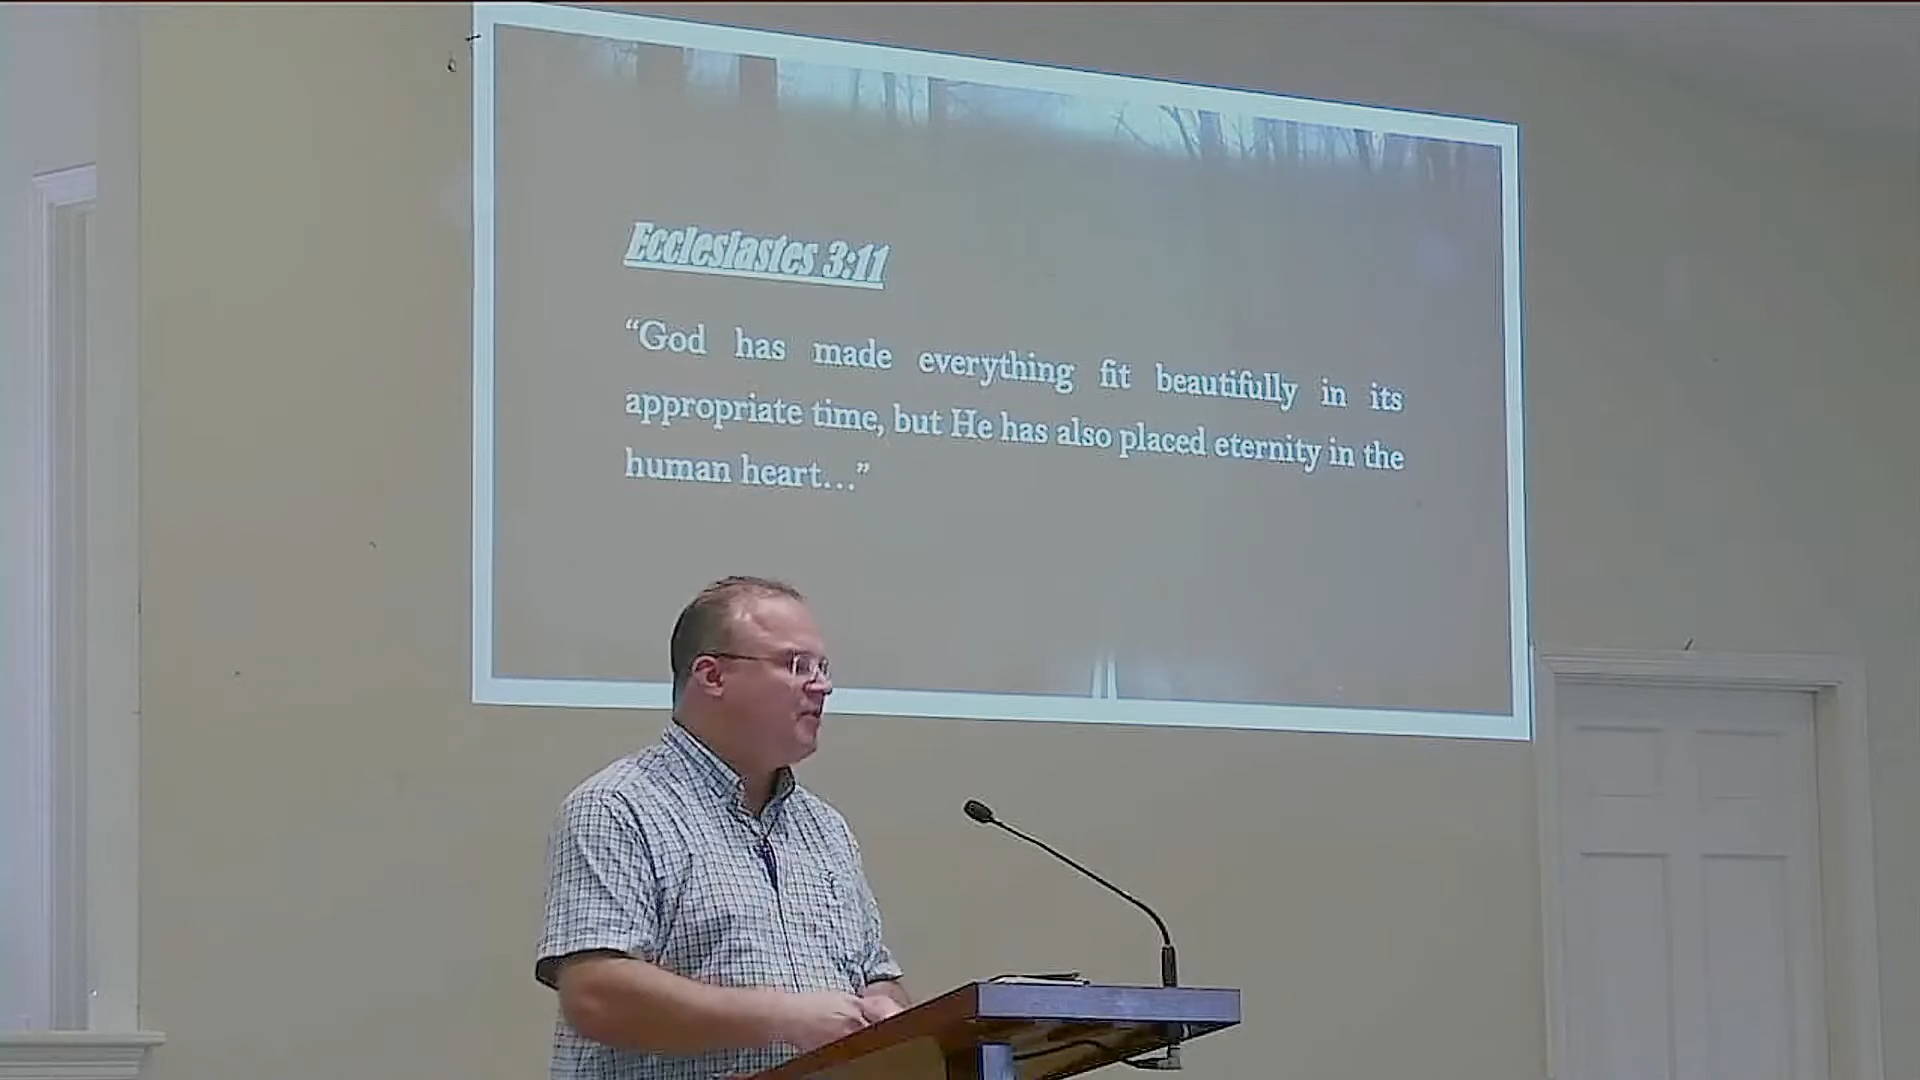 Ecclesiastes 3:11
“God has made everything fit beautifully in its
appropriate time, but He has also placed eternity in the
human heart…”